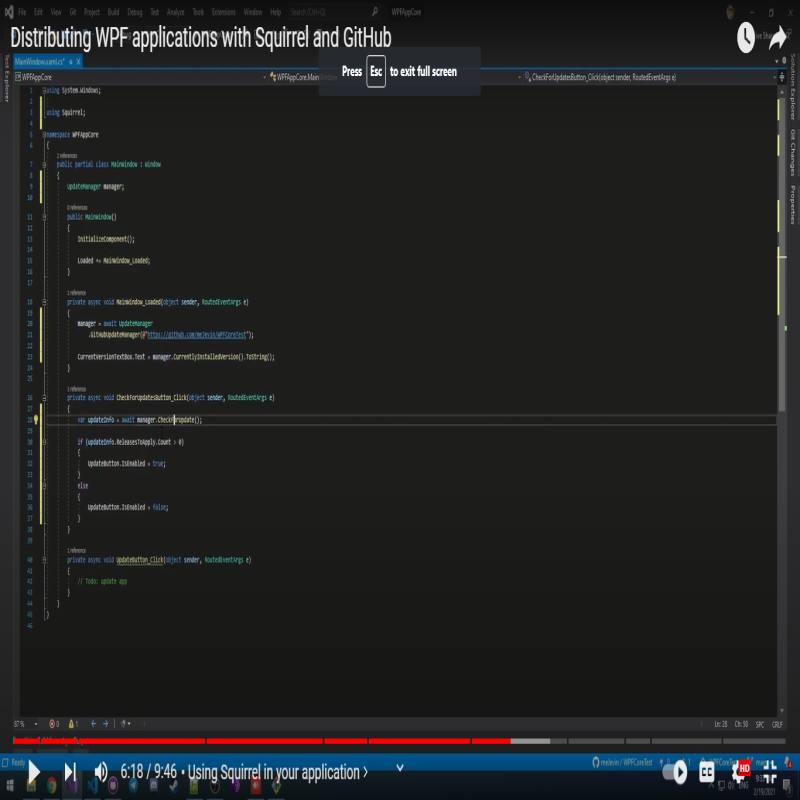 File Edit View Git Project Build Debug Test Analyze Tools Extensions Window Help Search (Ctrl+Q) WPFAppCore
Distributing WPF applications with Squirrel and GitHub
Press Esc to exit full screen
MainWindow.xaml.cs*
WPFAppCore WPFAppCore.MainWindow CheckForUpdatesButton_Click(object sender, RoutedEventArgs e)
Test Explorer
Solution Explorer
Git Changes
Properties
1 using System.Windows;
2
3 using Squirrel;
4
5 namespace WPFAppCore
6 {
2 references
7 public partial class MainWindow : Window
8 {
9 UpdateManager manager;
10
0 references
11 public MainWindow()
12 {
13 InitializeComponent();
14
15 Loaded += MainWindow_Loaded;
16 }
17
1 reference
18 private async void MainWindow_Loaded(object sender, RoutedEventArgs e)
19 {
20 manager = await UpdateManager
21 .GitHubUpdateManager(@"https://github.com/meJevin/WPFCoreTest");
22
23 CurrentVersionTextBox.Text = manager.CurrentlyInstalledVersion().ToString();
24 }
25
1 reference
26 private async void CheckForUpdatesButton_Click(object sender, RoutedEventArgs e)
27 {
28 var updateInfo = await manager.CheckForUpdate();
29
30 if (updateInfo.ReleasesToApply.Count > 0)
31 {
32 UpdateButton.IsEnabled = true;
33 }
34 else
35 {
36 UpdateButton.IsEnabled = false;
37 }
38 }
39
1 reference
40 private async void UpdateButton_Click(object sender, RoutedEventArgs e)
41 {
42 // Todo: update app
43 }
44 }
45 }
46
87 % 0 1 Ln: 28 Ch: 50 SPC CRLF
Ready meJevin / WPFCoreTest
6:18 / 9:46 • Using Squirrel in your application >
HD
2/19/2021